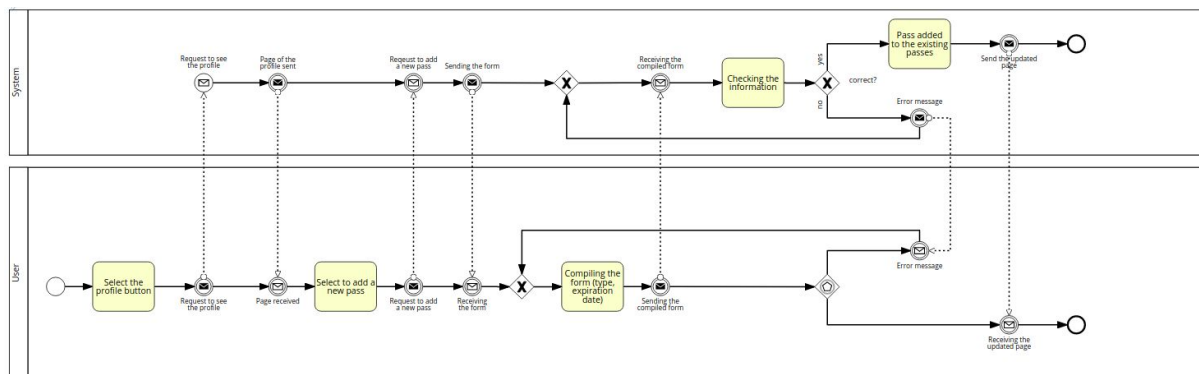 System
Request to see
the profile
Page of the
profile sent
Reqeust to add
a new pass
Sending the form
Receiving the
compiled form
Checking the
information
yes
no
correct?
Pass added
to the existing
passes
Send the updated
page
Error message
User
Select the
profile button
Request to see
the profile
Page received
Select to add a
new pass
Request to add
a new pass
Receiving
the form
Compiling the
form (type,
expiration
date)
Sending the
compiled form
Error message
Receiving the
updated page